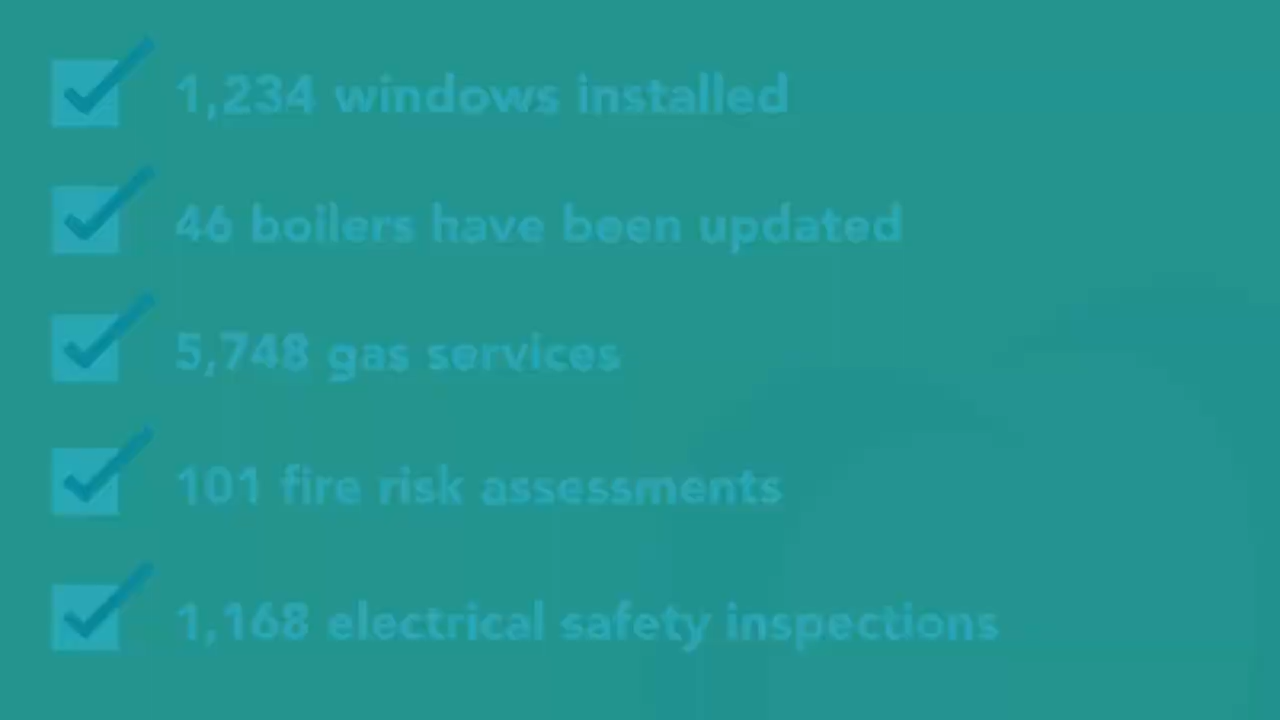 1,234 windows installed
46 boilers have been updated
5,748 gas services
101 fire risk assessments
1,168 electrical safety inspections